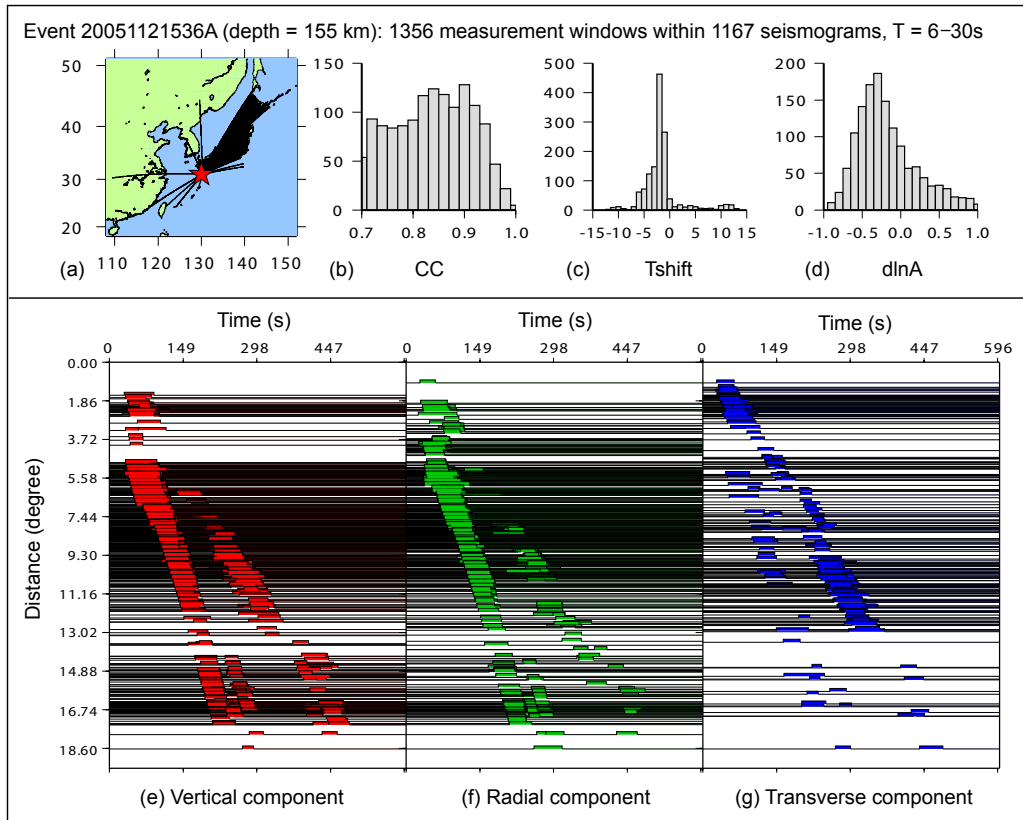 Event 20051121536A (depth = 155 km): 1356 measurement windows within 1167 seismograms, T = 6−30s
50
40
30
20
110 120 130 140 150
(a)
150
100
50
0
0.7 0.8 0.9 1.0
(b) CC
500
400
300
200
100
0
-15 -10 -5 0 5 10 15
(c) Tshift
200
150
100
50
0
-1.0 -0.5 0.0 0.5 1.0
(d) dlnA
Time (s) Time (s) Time (s)
0 149 298 447 0 149 298 447 0 149 298 447 596
Distance (degree)
0.00
1.86
3.72
5.58
7.44
9.30
11.16
13.02
14.88
16.74
18.60
(e) Vertical component (f) Radial component (g) Transverse component